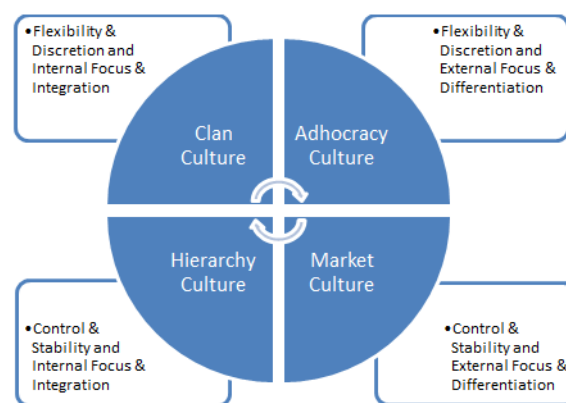 •Flexibility &
Discretion and
Internal Focus &
Integration
•Flexibility &
Discretion and
External Focus &
Differentiation
Clan
Culture
Adhocracy
Culture
Hierarchy
Culture
Market
Culture
•Control &
Stability and
Internal Focus &
Integration
•Control &
Stability and
External Focus &
Differentiation